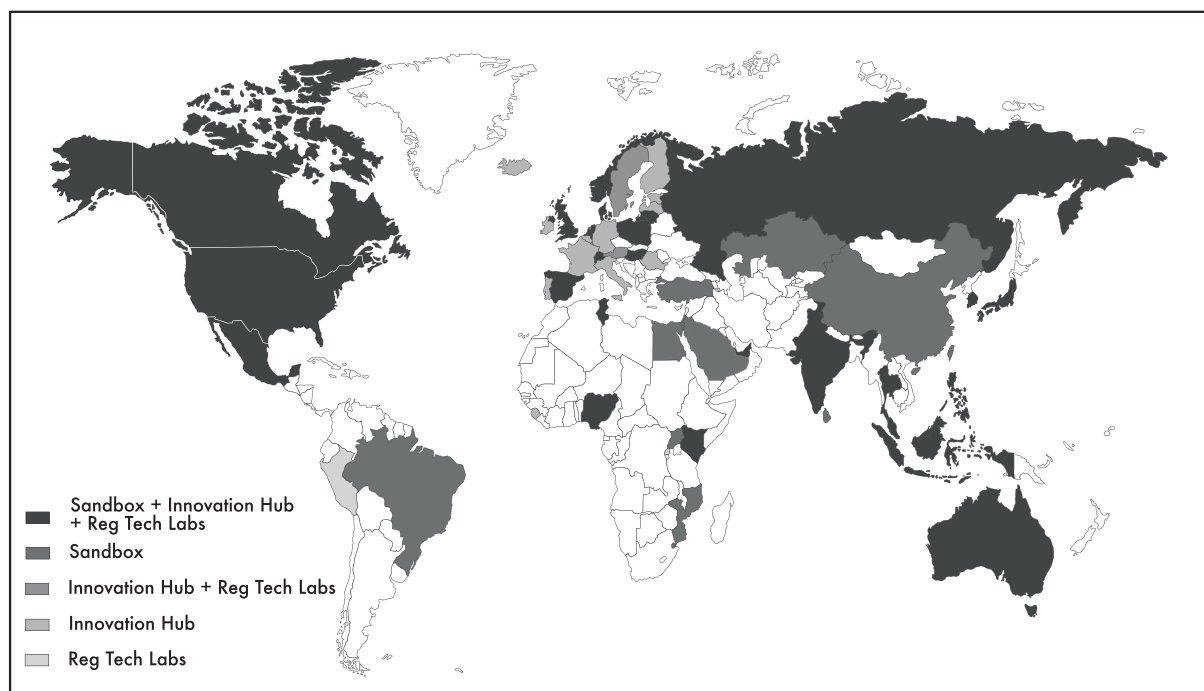 Sandbox + Innovation Hub
+ Reg Tech Labs
Sandbox
Innovation Hub + Reg Tech Labs
Innovation Hub
Reg Tech Labs